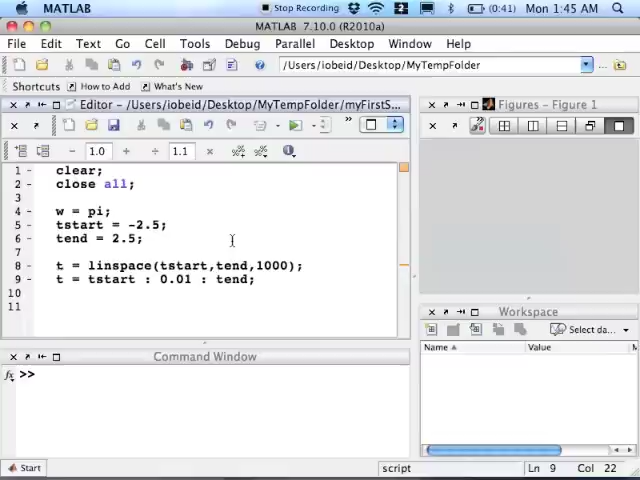 MATLAB
Stop Recording
2
(0:41)
Mon 1:45 AM
MATLAB 7.10.0 (R2010a)
File Edit Text Go Cell Tools Debug Parallel Desktop Window Help
/Users/iobeid/Desktop/MyTempFolder
Shortcuts How to Add What's New
Editor - /Users/iobeid/Desktop/MyTempFolder/myFirstS...
Figures - Figure 1
1.0
1.1
1 clear;
2 close all;
3
4 w = pi;
5 tstart = -2.5;
6 tend = 2.5;
7
8 t = linspace(tstart,tend,1000);
9 t = tstart : 0.01 : tend;
10
11
Workspace
Select da...
Name Value M
Command Window
fx >>
Start
script
Ln 9 Col 22